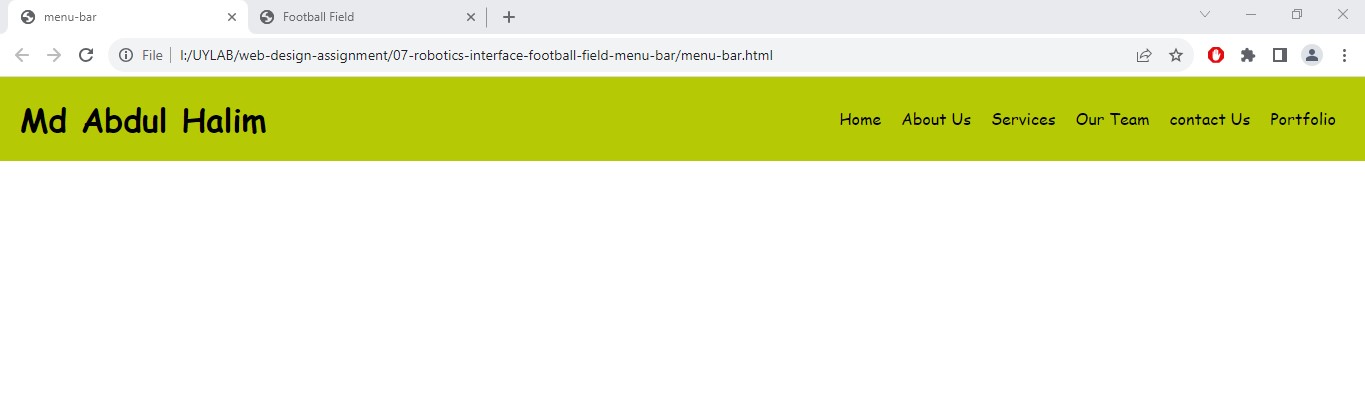 menu-bar
Football Field
File
I:/UYLAB/web-design-assignment/07-robotics-interface-football-field-menu-bar/menu-bar.html
Md Abdul Halim
Home About Us Services Our Team contact Us Portfolio